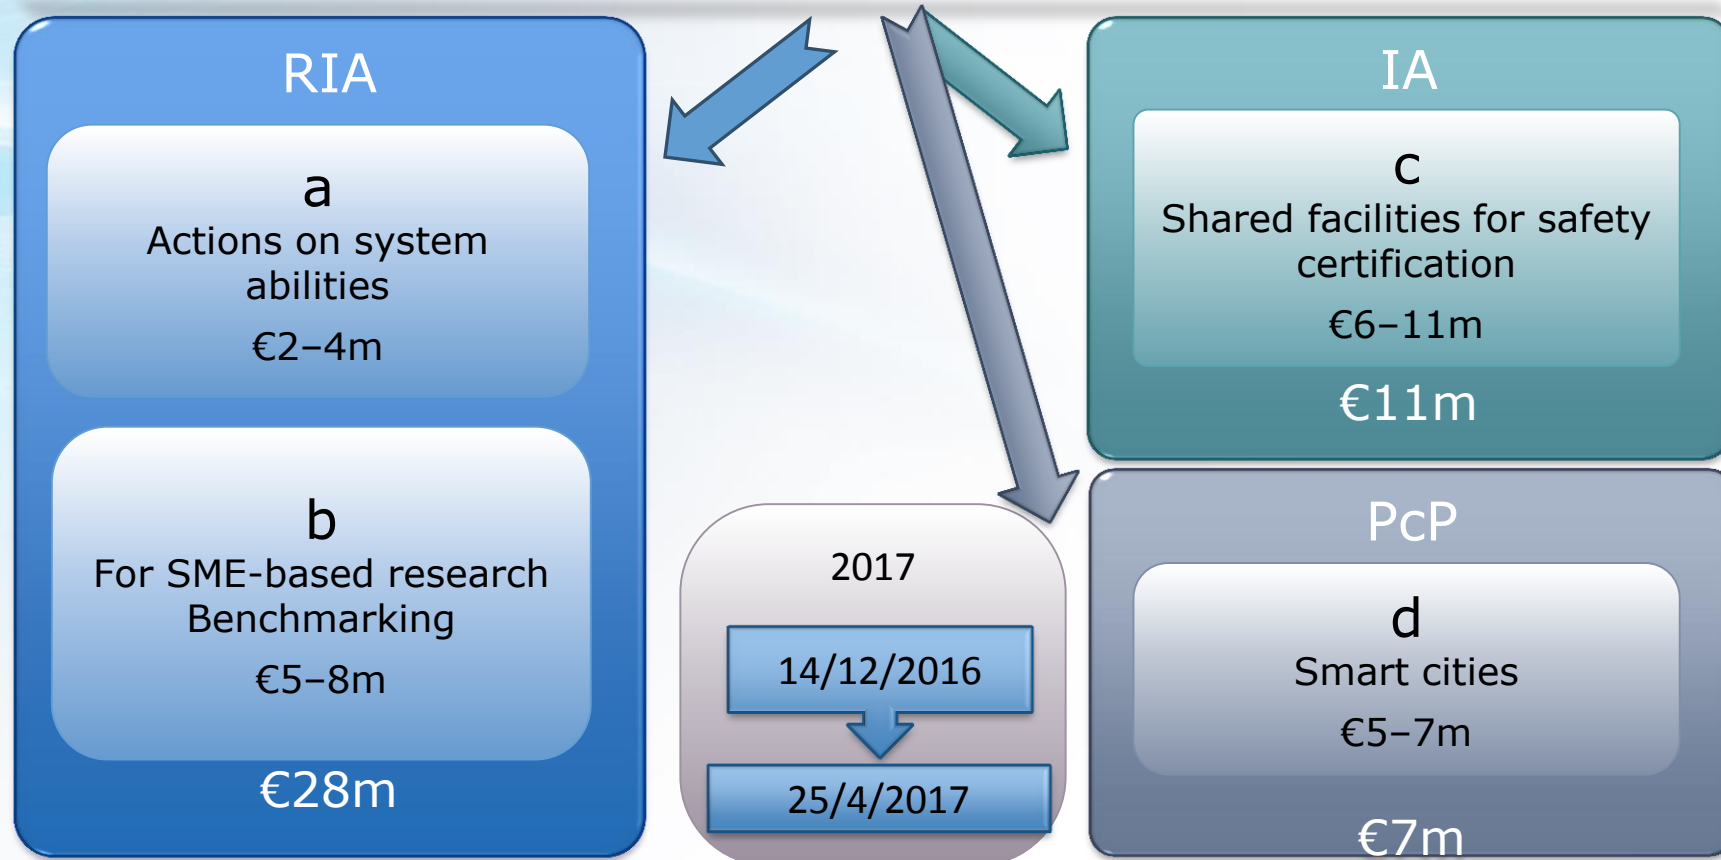 RIA
a
Actions on system
abilities
€2–4m
b
For SME-based research
Benchmarking
€5–8m
€28m
2017
14/12/2016
25/4/2017
IA
c
Shared facilities for safety
certification
€6–11m
€11m
PcP
d
Smart cities
€5–7m
€7m